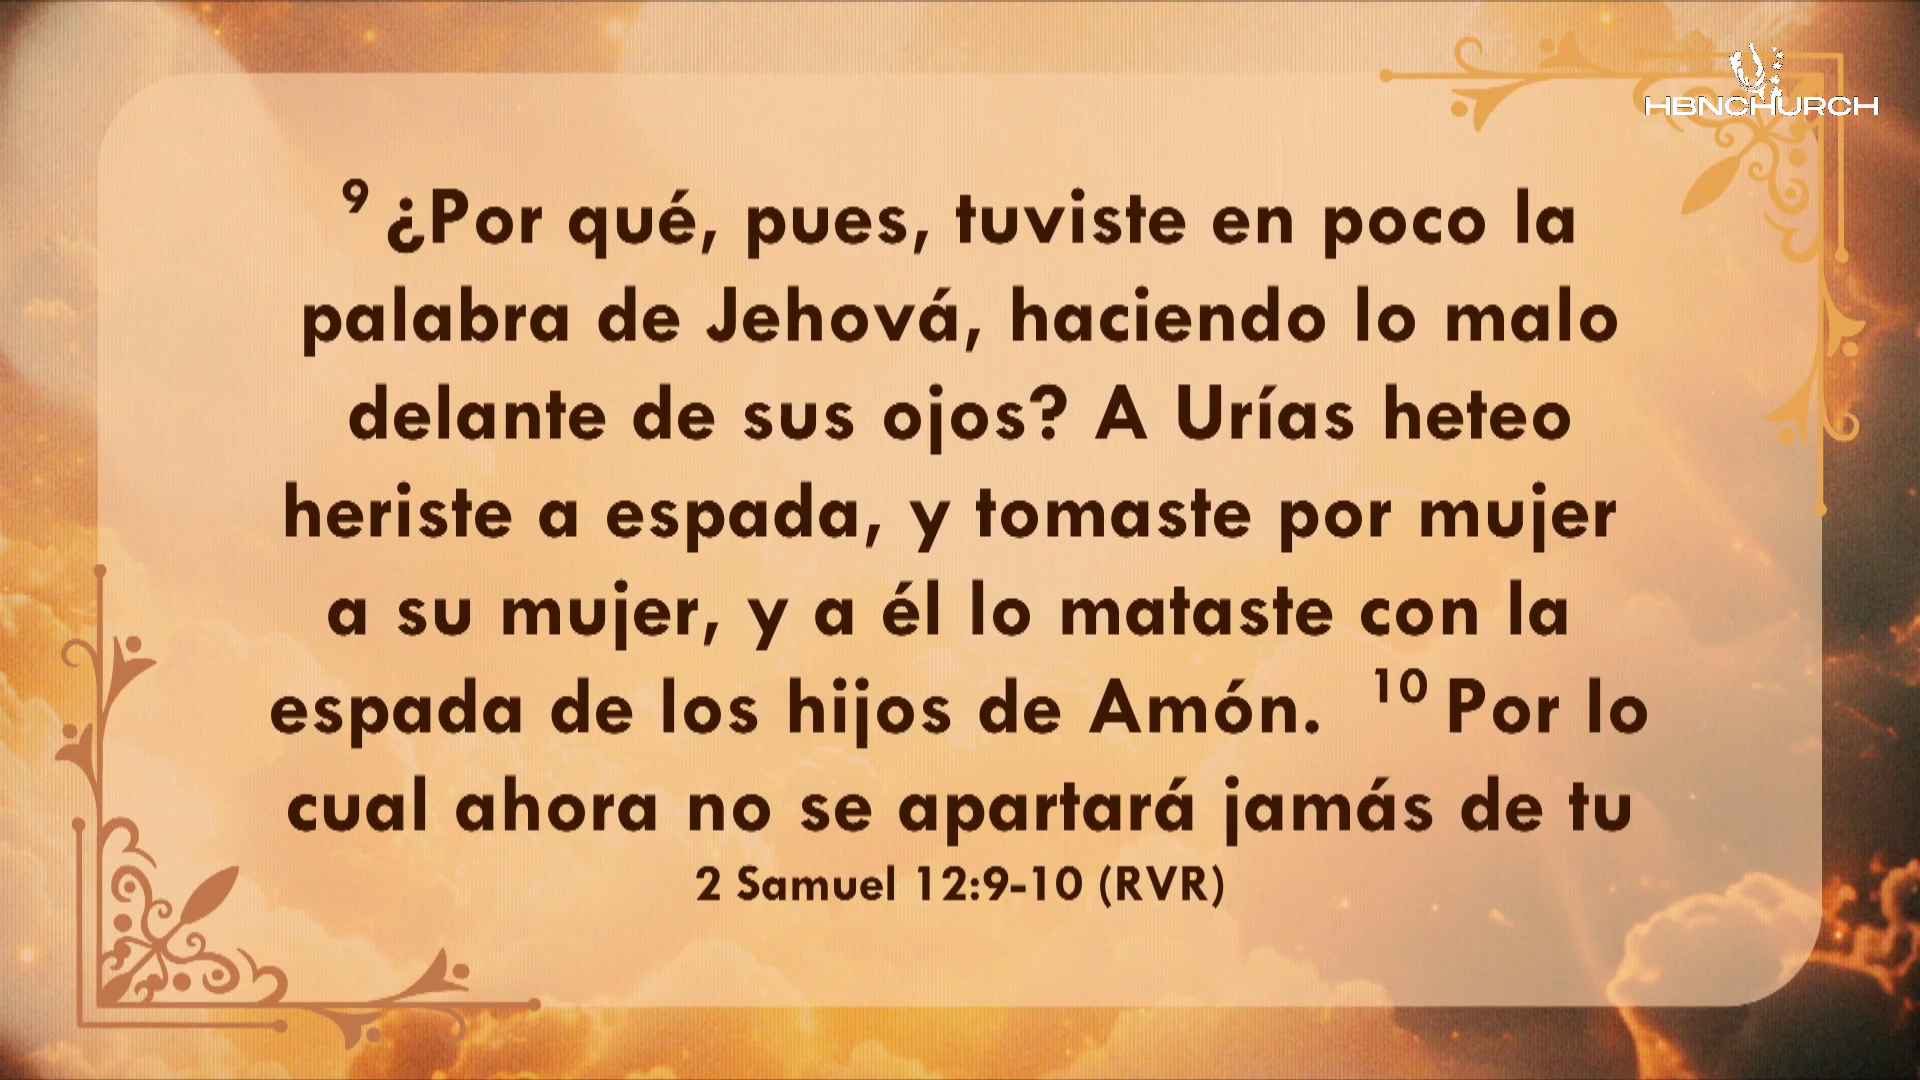 HBNCHURCH
9 ¿Por qué, pues, tuviste en poco la
palabra de Jehová, haciendo lo malo
delante de sus ojos? A Urías heteo
heriste a espada, y tomaste por mujer
a su mujer, y a él lo mataste con la
espada de los hijos de Amón. 10 Por lo
cual ahora no se apartará jamás de tu
2 Samuel 12:9-10 (RVR)